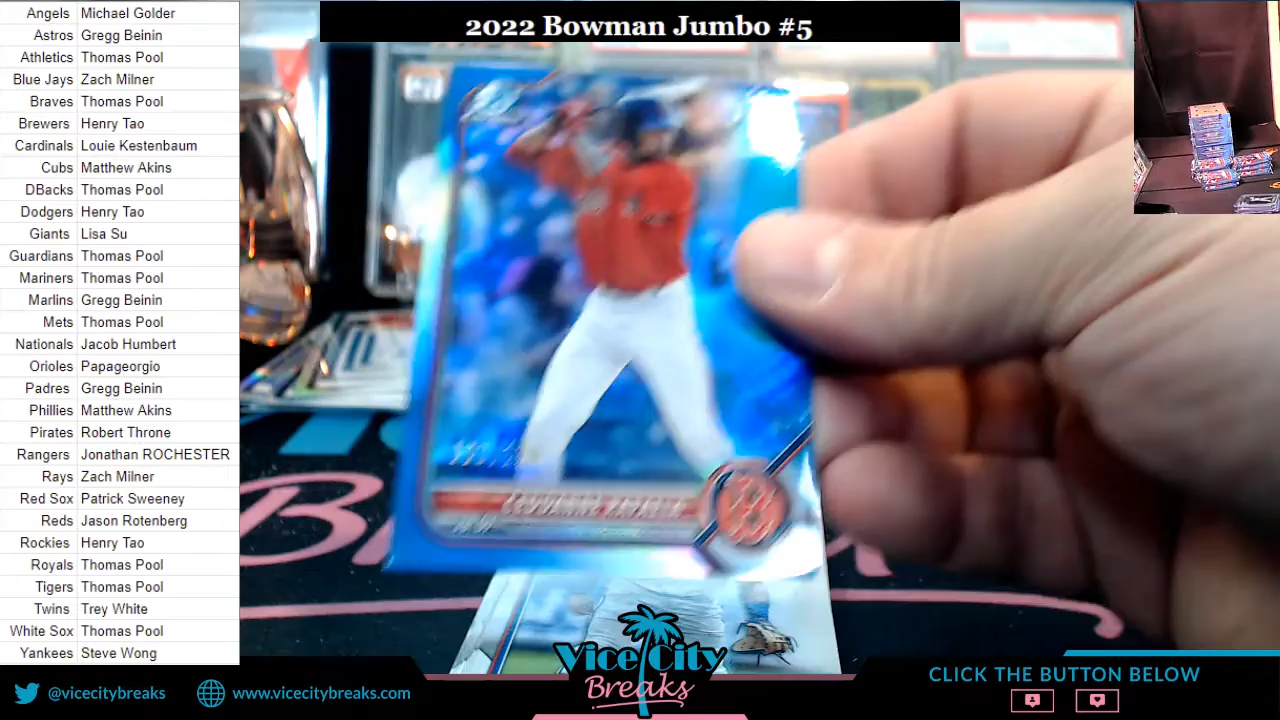 2022 Bowman Jumbo #5
Angels Michael Golder
Astros Gregg Beinin
Athletics Thomas Pool
Blue Jays Zach Milner
Braves Thomas Pool
Brewers Henry Tao
Cardinals Louie Kestenbaum
Cubs Matthew Akins
DBacks Thomas Pool
Dodgers Henry Tao
Giants Lisa Su
Guardians Thomas Pool
Mariners Thomas Pool
Marlins Gregg Beinin
Mets Thomas Pool
Nationals Jacob Humbert
Orioles Papageorgio
Padres Gregg Beinin
Phillies Matthew Akins
Pirates Robert Throne
Rangers Jonathan ROCHESTER
Rays Zach Milner
Red Sox Patrick Sweeney
Reds Jason Rotenberg
Rockies Henry Tao
Royals Thomas Pool
Tigers Thomas Pool
Twins Trey White
White Sox Thomas Pool
Yankees Steve Wong
Vice City
Breaks
@vicecitybreaks
www.vicecitybreaks.com
CLICK THE BUTTON BELOW